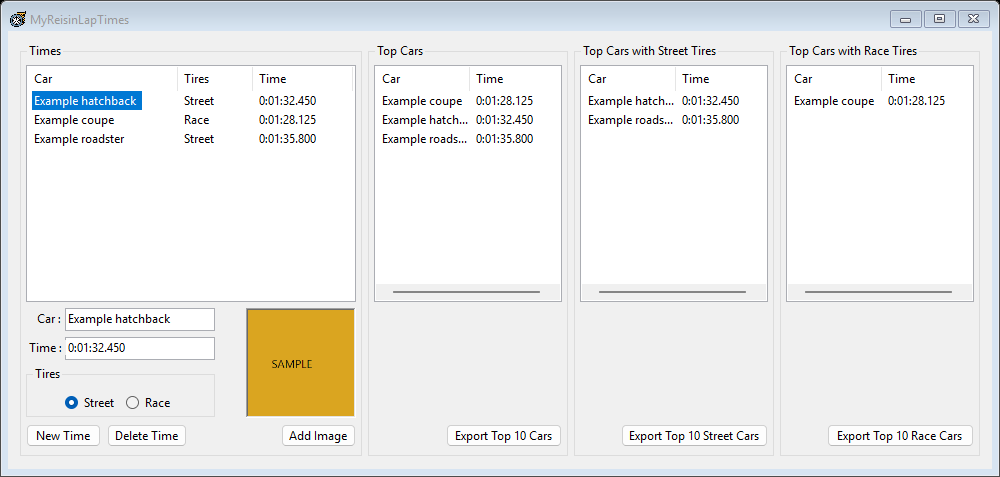 MyReisinLapTimes
Times
Car Tires Time
Example hatchback Street 0:01:32.450
Example coupe Race 0:01:28.125
Example roadster Street 0:01:35.800
Car : Example hatchback
Time : 0:01:32.450
Tires
Street Race
SAMPLE
New Time Delete Time Add Image
Top Cars
Car Time
Example coupe 0:01:28.125
Example hatch... 0:01:32.450
Example roads... 0:01:35.800
Export Top 10 Cars
Top Cars with Street Tires
Car Time
Example hatch... 0:01:32.450
Example roads... 0:01:35.800
Export Top 10 Street Cars
Top Cars with Race Tires
Car Time
Example coupe 0:01:28.125
Export Top 10 Race Cars